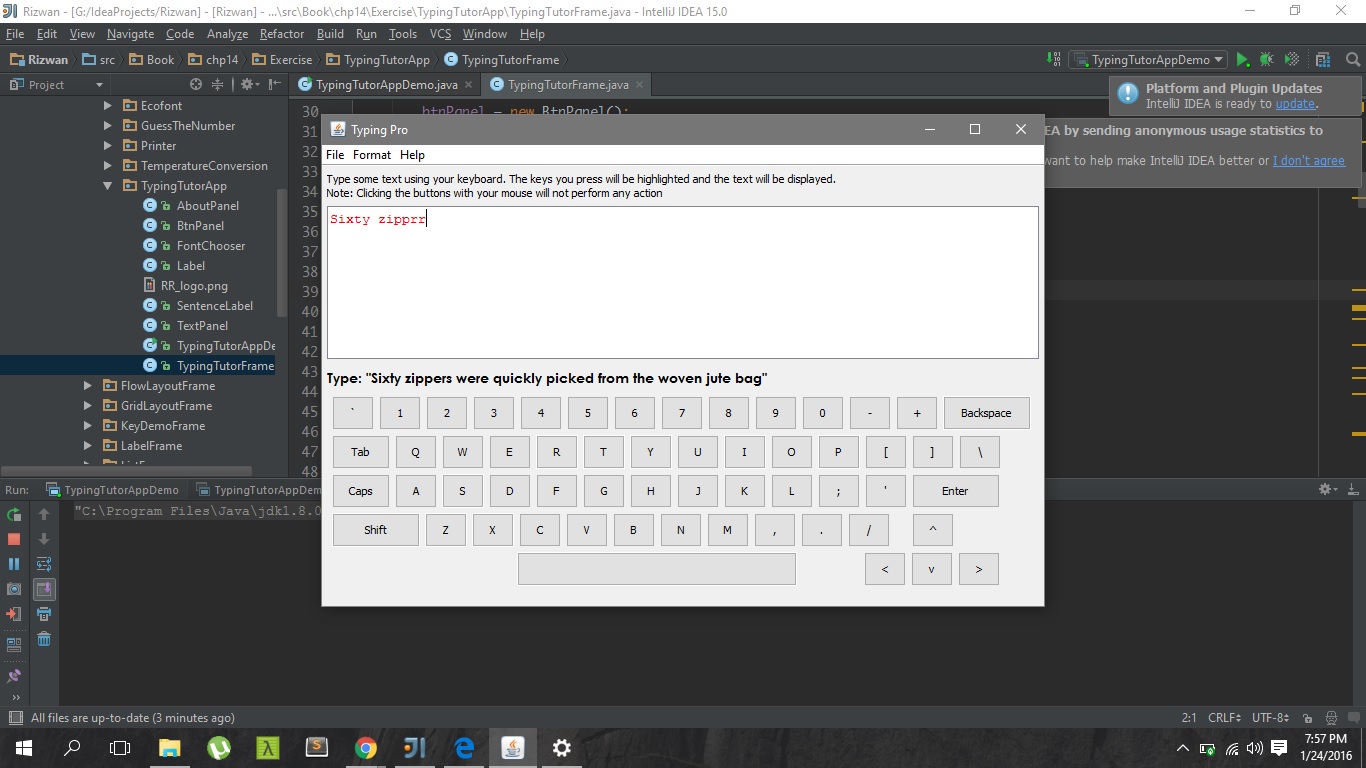 Rizwan - [G:/IdeaProjects/Rizwan] - [Rizwan] - ...\src\Book\chp14\Exercise\TypingTutorApp\TypingTutorFrame.java - IntelliJ IDEA 15.0
File Edit View Navigate Code Analyze Refactor Build Run Tools VCS Window Help
Rizwan src Book chp14 Exercise TypingTutorApp TypingTutorFrame TypingTutorAppDemo
Project TypingTutorAppDemo.java TypingTutorFrame.java
Ecofont
GuessTheNumber
Printer
TemperatureConversion
TypingTutorApp
AboutPanel
BtnPanel
FontChooser
Label
RR_logo.png
SentenceLabel
TextPanel
TypingTutorAppDe
TypingTutorFrame
FlowLayoutFrame
GridLayoutFrame
KeyDemoFrame
LabelFrame
30 btnPanel = new BtnPanel();
31
32
33
34
35
36
37
38
39
40
41
42
43
44
45
46
47
48
Platform and Plugin Updates
IntelliJ IDEA is ready to update.
EA by sending anonymous usage statistics to
want to help make IntelliJ IDEA better or I don't agree
Typing Pro
File Format Help
Type some text using your keyboard. The keys you press will be highlighted and the text will be displayed.
Note: Clicking the buttons with your mouse will not perform any action
Sixty zipprr
Type: "Sixty zippers were quickly picked from the woven jute bag"
` 1 2 3 4 5 6 7 8 9 0 - + Backspace
Tab Q W E R T Y U I O P [ ] \
Caps A S D F G H J K L ; ' Enter
Shift Z X C V B N M , . / ^
< v >
Run: TypingTutorAppDemo TypingTutorAppDem
"C:\Program Files\Java\jdk1.8.0
All files are up-to-date (3 minutes ago) 2:1 CRLF UTF-8
7:57 PM
1/24/2016